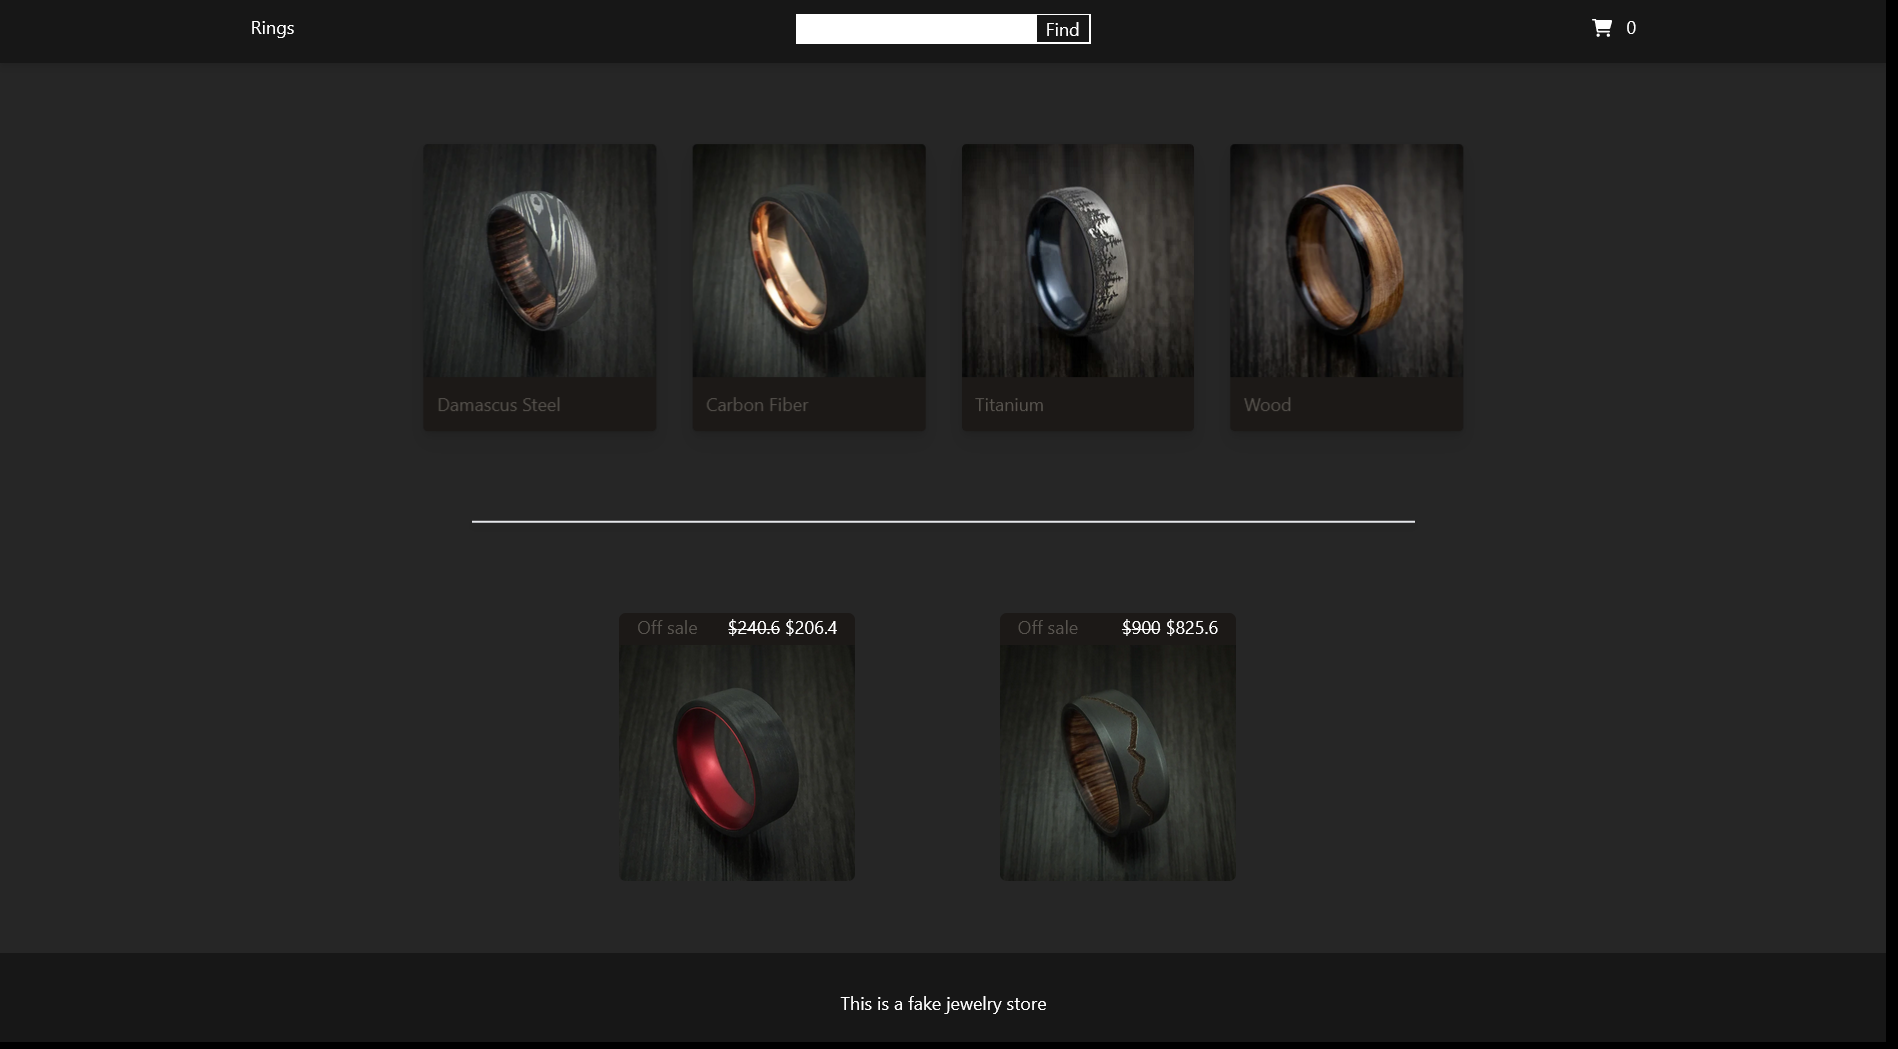 Rings
Find
0
Damascus Steel
Carbon Fiber
Titanium
Wood
Off sale $240.6 $206.4
Off sale $900 $825.6
This is a fake jewelry store